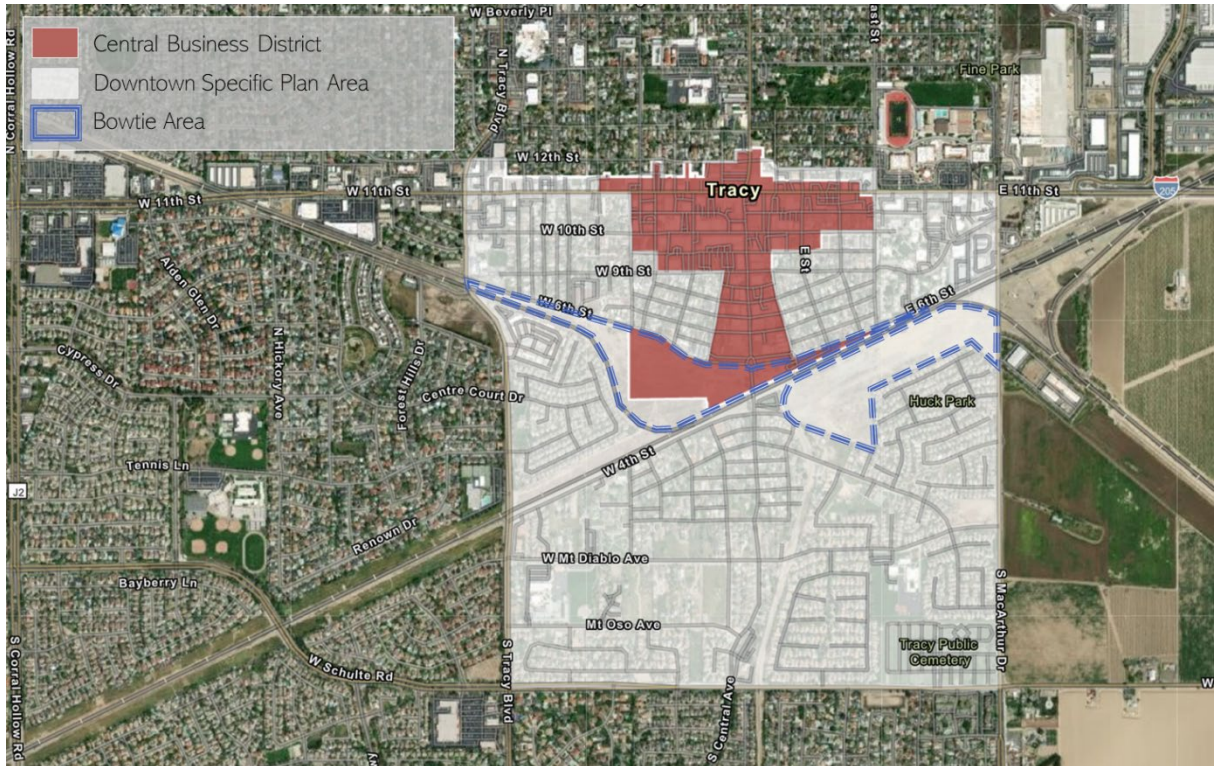 W Beverly Pl
Central Business District
Downtown Specific Plan Area
Bowtie Area
N Corral Hollow Rd
N Tracy Blvd
Fine Park
W 12th St
W 11th St
W 11th St
Tracy
E 11th St
205
W 10th St
E St
W 9th St
Alden Glen Dr
W 6th St
E 6th St
N Hickory Ave
Forest Hills Dr
Cypress Dr
Centre Court Dr
Huck Park
Tennis Ln
W 4th St
J2
Renown Dr
W Mt Diablo Ave
Bayberry Ln
S MacArthur Dr
Mt Oso Ave
Tracy Public
Cemetery
S Corral Hollow Rd
W Schulte Rd
S Tracy Blvd
S Central Ave
W